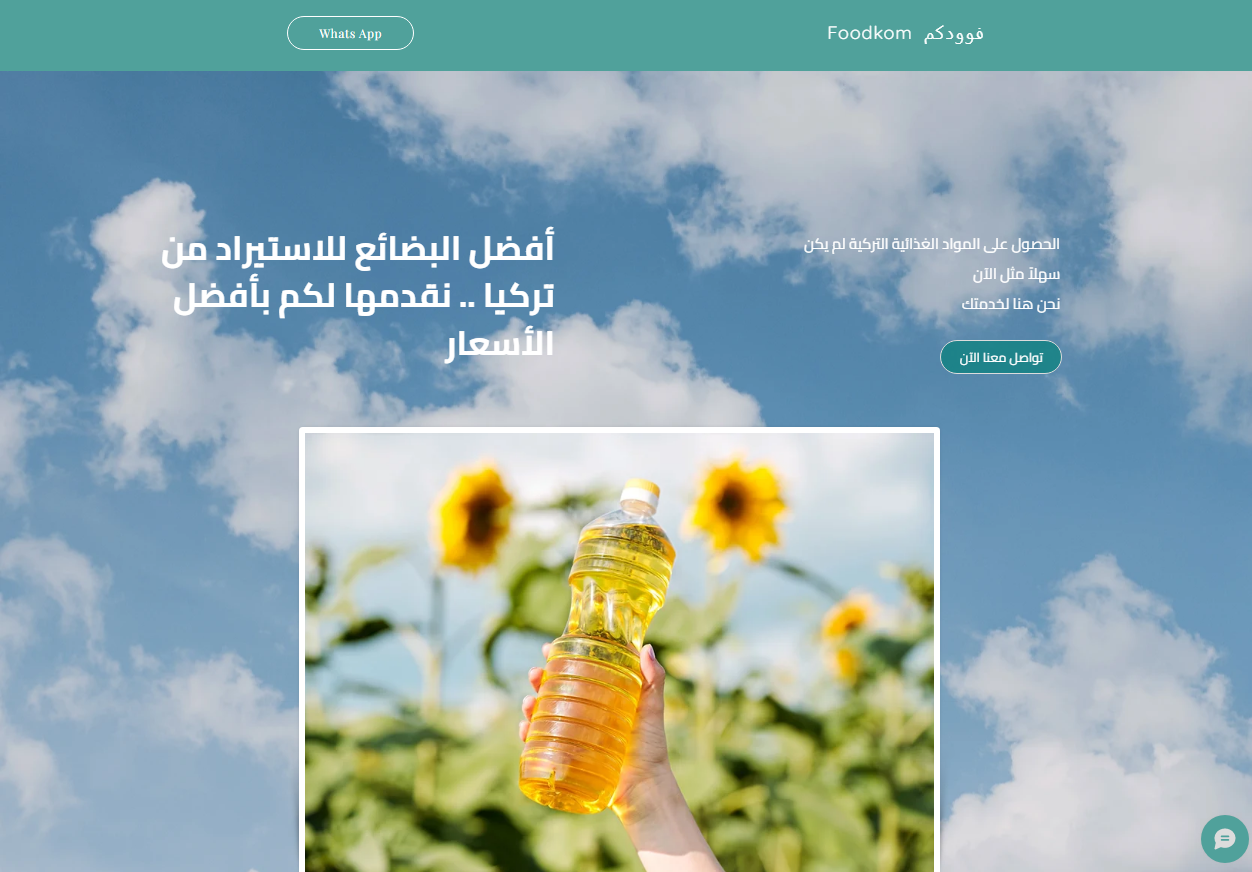 فوودكم Foodkom
Whats App
الحصول على المواد الغذائية التركية لم يكن
سهلاً مثل الآن
نحن هنا لخدمتك
تواصل معنا الآن
أفضل البضائع للاستيراد من
تركيا .. نقدمها لكم بأفضل
الأسعار